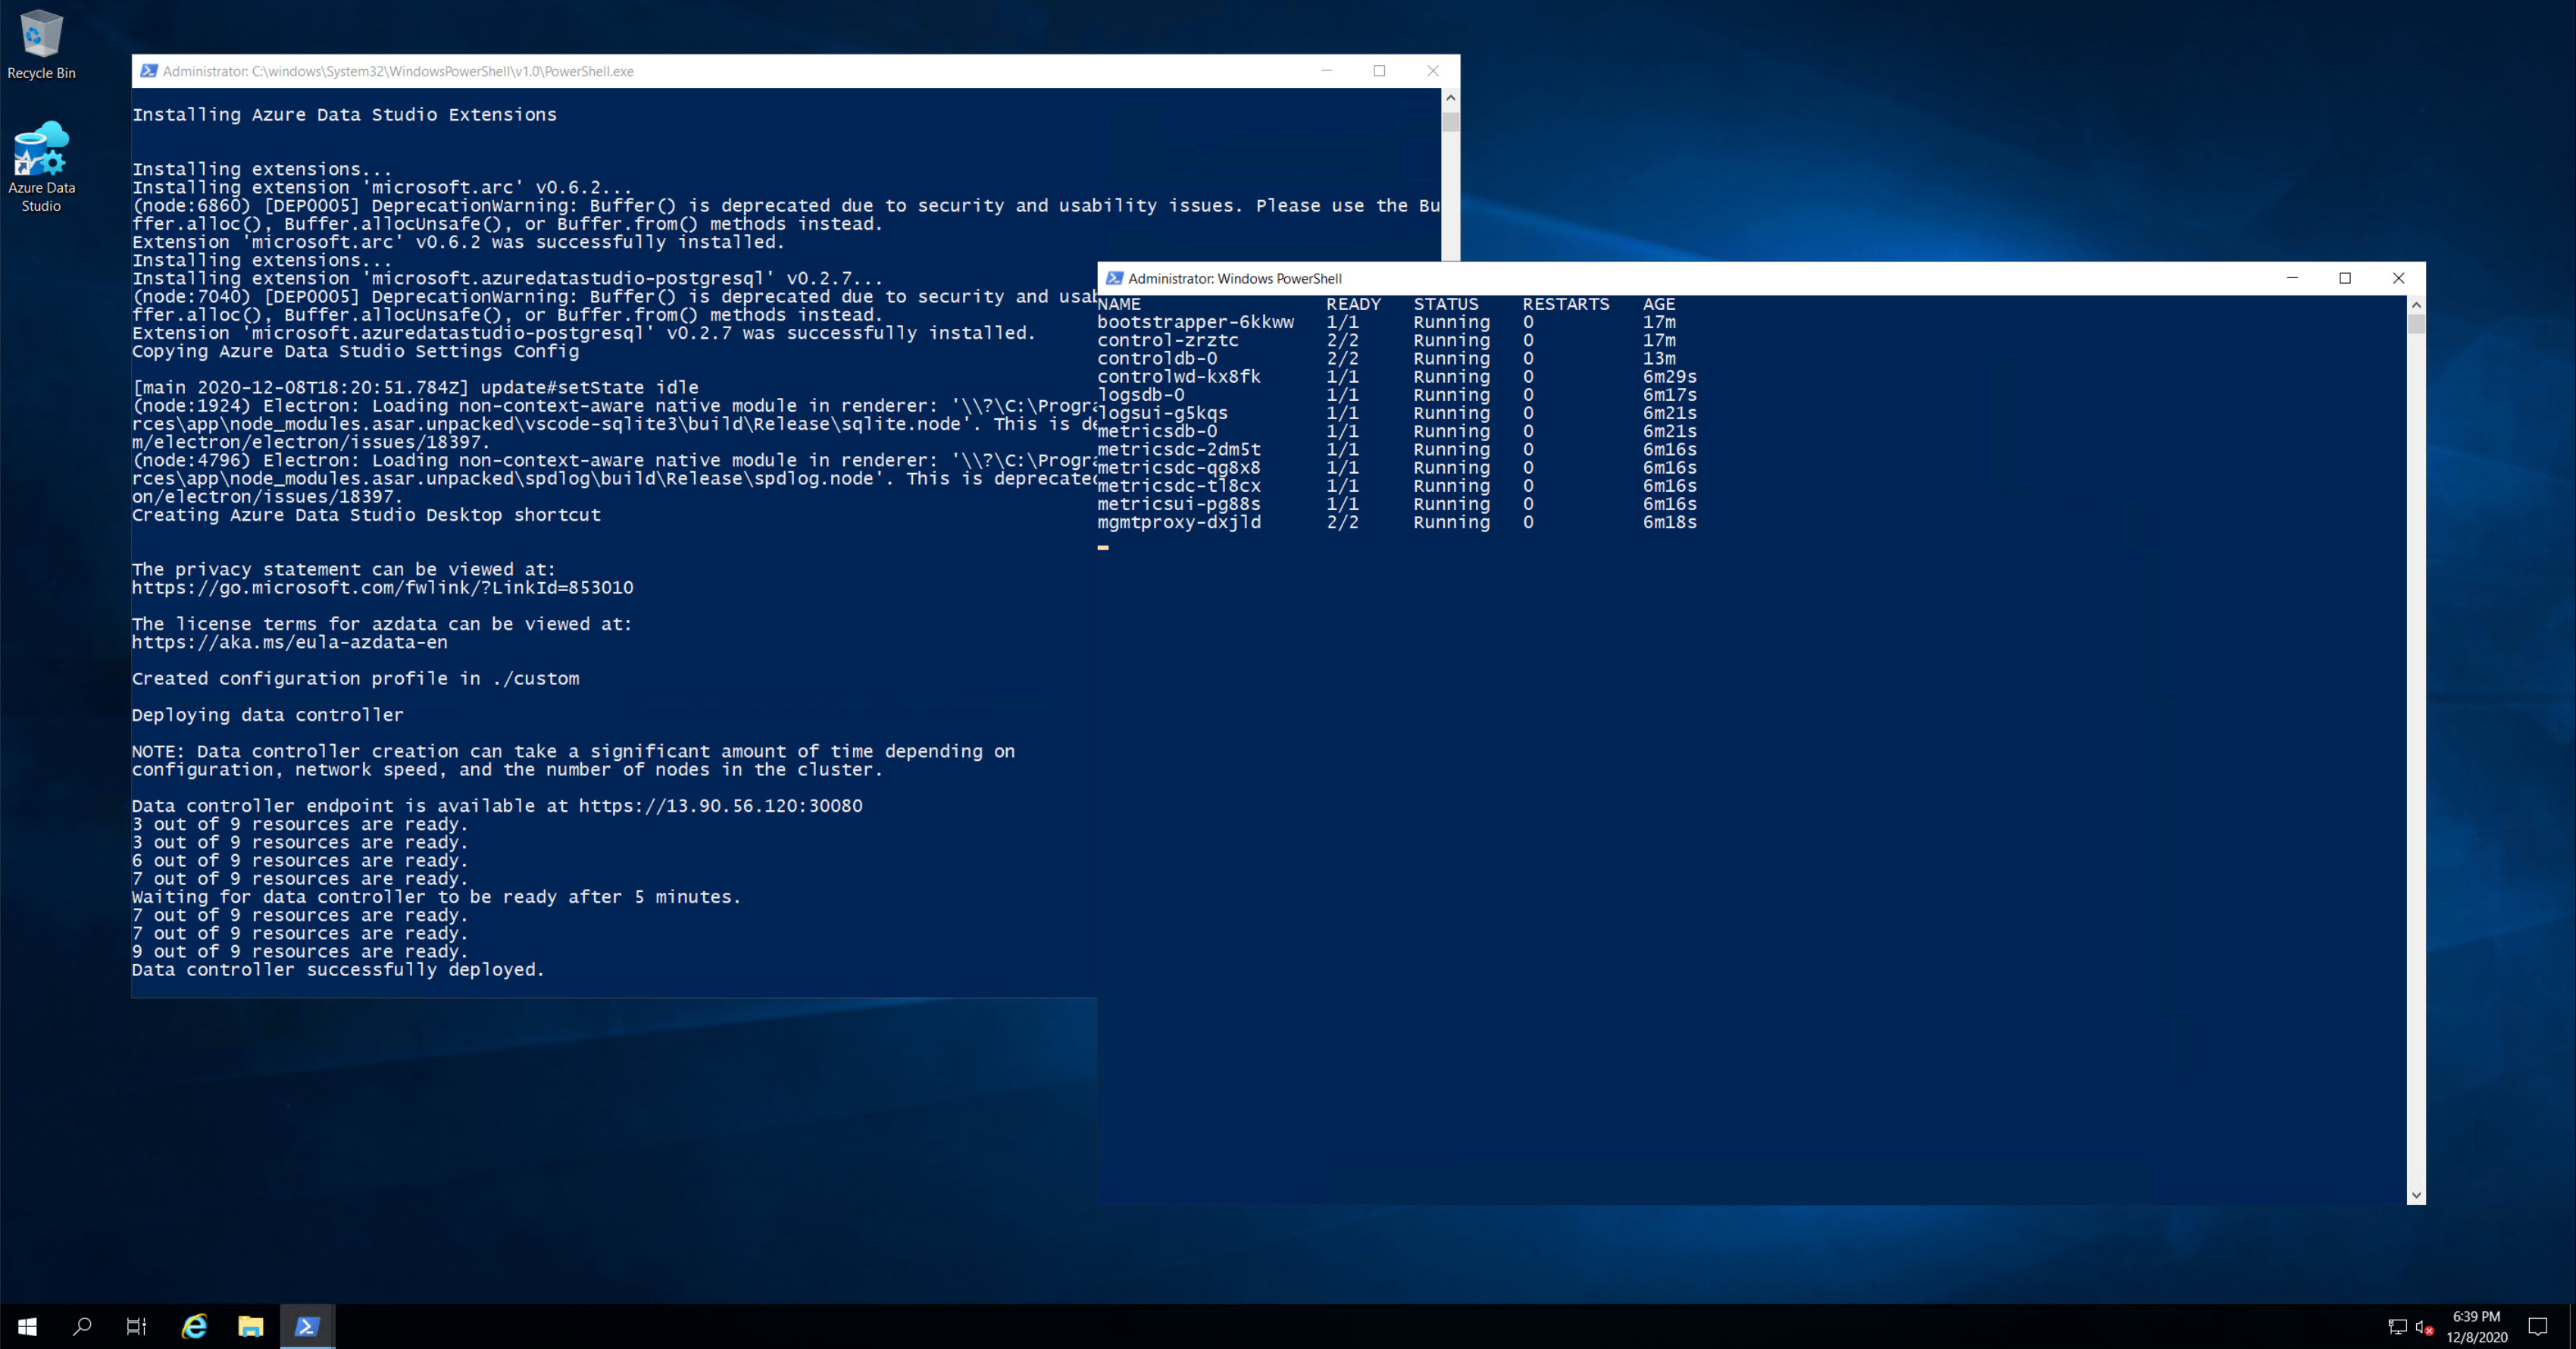 Recycle Bin
Azure Data
Studio
Administrator: C:\windows\System32\WindowsPowerShell\v1.0\PowerShell.exe
Installing Azure Data Studio Extensions
Installing extensions...
Installing extension 'microsoft.arc' v0.6.2...
(node:6860) [DEP0005] DeprecationWarning: Buffer() is deprecated due to security and usability issues. Please use the Bu
ffer.alloc(), Buffer.allocUnsafe(), or Buffer.from() methods instead.
Extension 'microsoft.arc' v0.6.2 was successfully installed.
Installing extensions...
Installing extension 'microsoft.azuredatastudio-postgresql' v0.2.7...
(node:7040) [DEP0005] DeprecationWarning: Buffer() is deprecated due to security and usab
ffer.alloc(), Buffer.allocUnsafe(), or Buffer.from() methods instead.
Extension 'microsoft.azuredatastudio-postgresql' v0.2.7 was successfully installed.
Copying Azure Data Studio Settings Config
[main 2020-12-08T18:20:51.784Z] update#setState idle
(node:1924) Electron: Loading non-context-aware native module in renderer: '\\?\C:\Progra
rces\app\node_modules.asar.unpacked\vscode-sqlite3\build\Release\sqlite.node'. This is de
m/electron/electron/issues/18397.
(node:4796) Electron: Loading non-context-aware native module in renderer: '\\?\C:\Progra
rces\app\node_modules.asar.unpacked\spdlog\build\Release\spdlog.node'. This is deprecated
on/electron/issues/18397.
Creating Azure Data Studio Desktop shortcut
The privacy statement can be viewed at:
https://go.microsoft.com/fwlink/?LinkId=853010
The license terms for azdata can be viewed at:
https://aka.ms/eula-azdata-en
Created configuration profile in ./custom
Deploying data controller
NOTE: Data controller creation can take a significant amount of time depending on
configuration, network speed, and the number of nodes in the cluster.
Data controller endpoint is available at https://13.90.56.120:30080
3 out of 9 resources are ready.
3 out of 9 resources are ready.
6 out of 9 resources are ready.
7 out of 9 resources are ready.
Waiting for data controller to be ready after 5 minutes.
7 out of 9 resources are ready.
7 out of 9 resources are ready.
9 out of 9 resources are ready.
Data controller successfully deployed.
Administrator: Windows PowerShell
NAME READY STATUS RESTARTS AGE
bootstrapper-6kkww 1/1 Running 0 17m
control-zrztc 2/2 Running 0 17m
controldb-0 2/2 Running 0 13m
controlwd-kx8fk 1/1 Running 0 6m29s
logsdb-0 1/1 Running 0 6m17s
logsui-g5kqs 1/1 Running 0 6m21s
metricsdb-0 1/1 Running 0 6m21s
metricsdc-2dm5t 1/1 Running 0 6m16s
metricsdc-qg8x8 1/1 Running 0 6m16s
metricsdc-tl8cx 1/1 Running 0 6m16s
metricsui-pg88s 1/1 Running 0 6m16s
mgmtproxy-dxjld 2/2 Running 0 6m18s
6:39 PM
12/8/2020